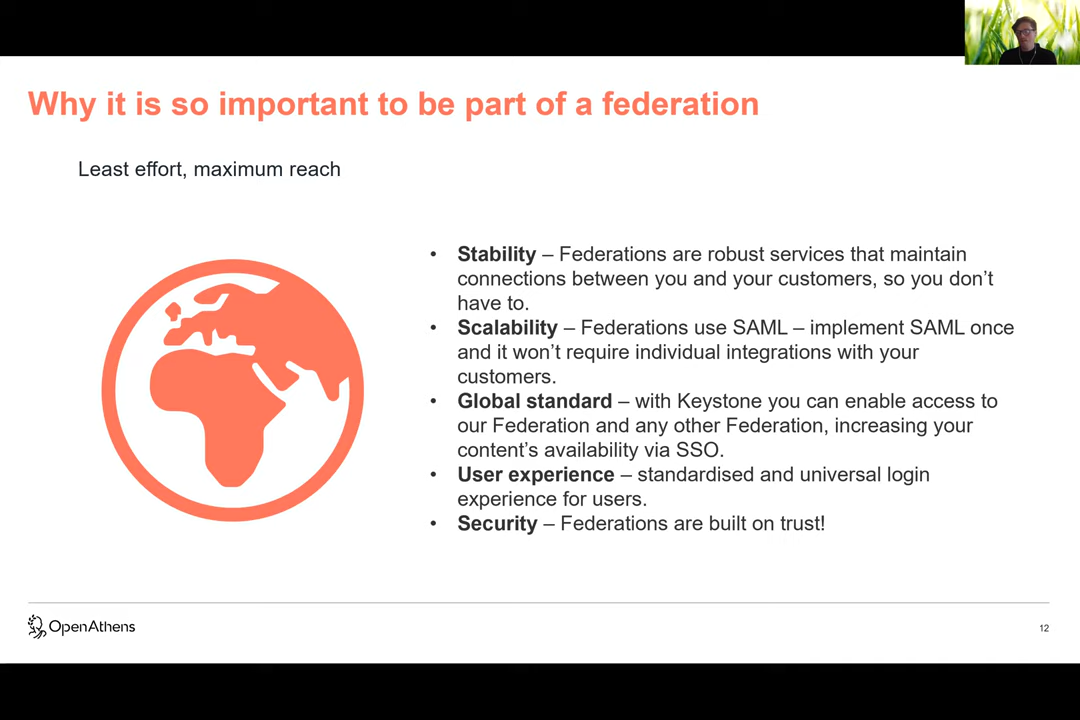 Why it is so important to be part of a federation
Least effort, maximum reach
• Stability – Federations are robust services that maintain
connections between you and your customers, so you don’t
have to.
• Scalability – Federations use SAML – implement SAML once
and it won’t require individual integrations with your
customers.
• Global standard – with Keystone you can enable access to
our Federation and any other Federation, increasing your
content’s availability via SSO.
• User experience – standardised and universal login
experience for users.
• Security – Federations are built on trust!
OpenAthens
12